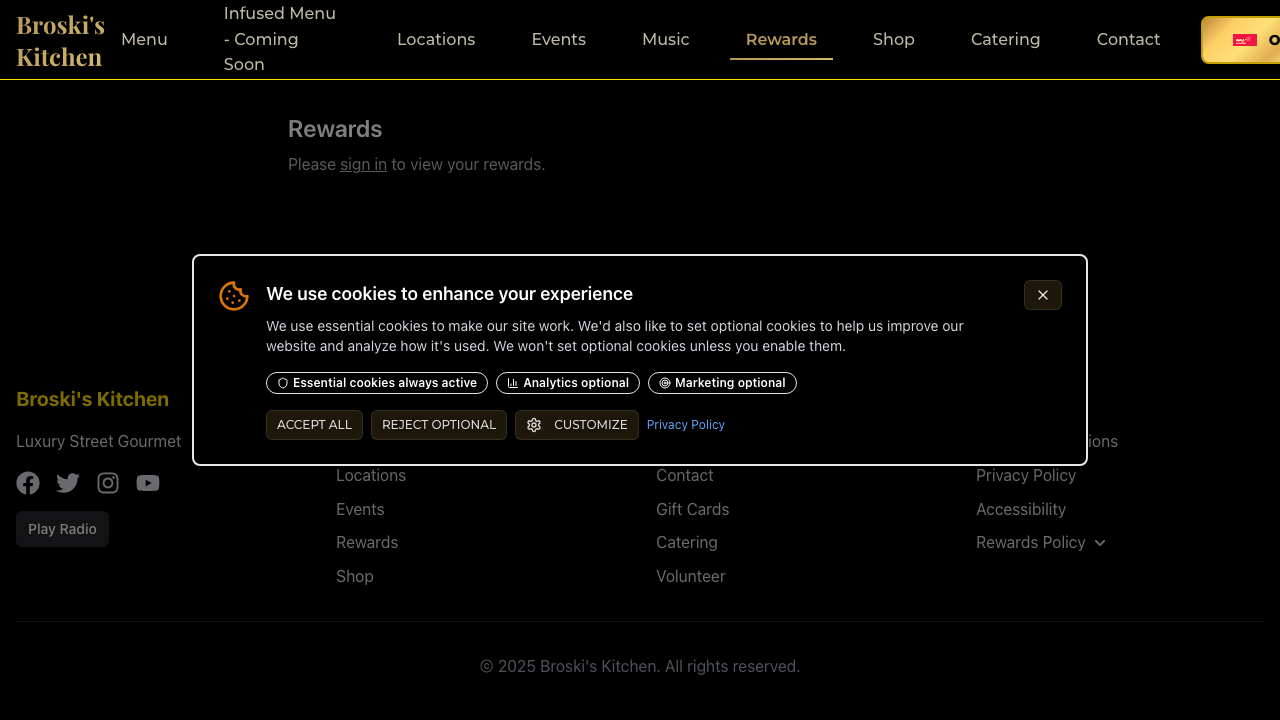 Broski's
Kitchen
Menu
Infused Menu
- Coming
Soon
Locations
Events
Music
Rewards
Shop
Catering
Contact
Rewards
Please sign in to view your rewards.
We use cookies to enhance your experience
We use essential cookies to make our site work. We'd also like to set optional cookies to help us improve our
website and analyze how it's used. We won't set optional cookies unless you enable them.
Essential cookies always active
Analytics optional
Marketing optional
ACCEPT ALL
REJECT OPTIONAL
CUSTOMIZE
Privacy Policy
Broski's Kitchen
Luxury Street Gourmet
Play Radio
Locations
Events
Rewards
Shop
Contact
Gift Cards
Catering
Volunteer
Privacy Policy
Accessibility
Rewards Policy
© 2025 Broski's Kitchen. All rights reserved.